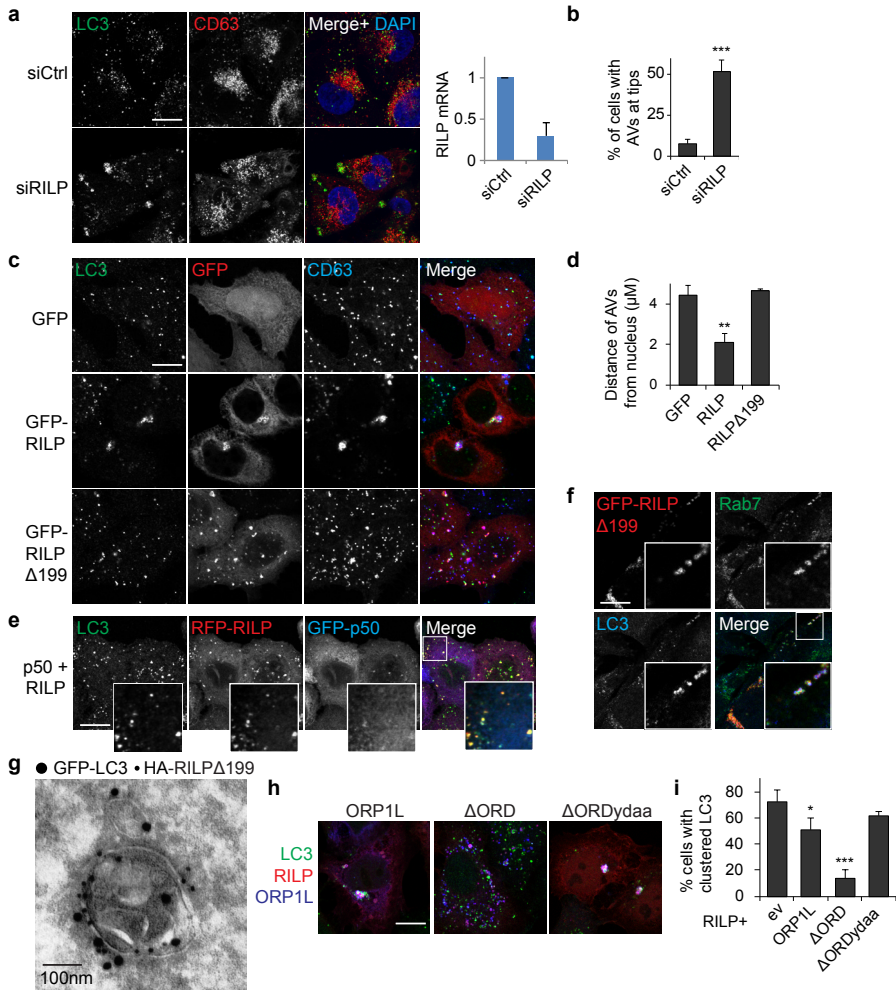 a
LC3
CD63
Merge+ DAPI
siCtrl
siRILP
RILP mRNA
1
0.5
0
siCtrl
siRILP
b
% of cells with
AVs at tips
50
25
0
***
siCtrl
siRILP
c
LC3
GFP
CD63
Merge
GFP
GFP-
RILP
GFP-
RILP
Δ199
d
Distance of AVs
from nucleus (μM)
4
2
0
**
GFP
RILP
RILPΔ199
e
LC3
RFP-RILP
GFP-p50
Merge
p50 +
RILP
f
GFP-RILP
Δ199
Rab7
LC3
Merge
g
GFP-LC3
HA-RILPΔ199
100nm
h
ORP1L
ΔORD
ΔORDydaa
LC3
RILP
ORP1L
i
% cells with
clustered LC3
80
60
40
20
0
*
***
RILP+
ev
ORP1L
ΔORD
ΔORDydaa